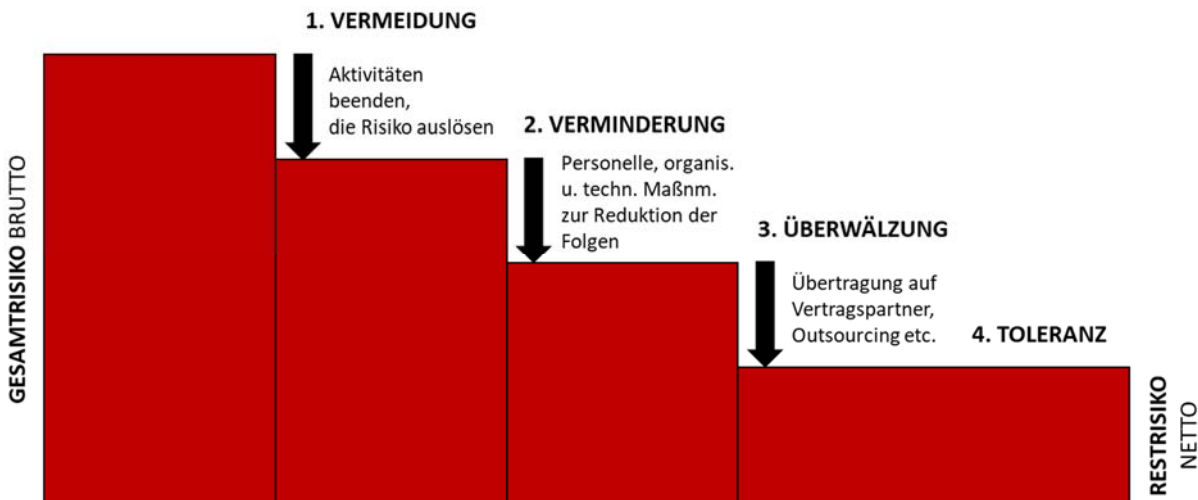 1. VERMEIDUNG
Aktivitäten
beenden,
die Risiko auslösen
2. VERMINDERUNG
Personelle, organis.
u. techn. Maßnm.
zur Reduktion der
Folgen
3. ÜBERWÄLZUNG
Übertragung auf
Vertragspartner,
Outsourcing etc.
4. TOLERANZ
GESAMTRISIKO BRUTTO
RESTRISIKO
NETTO